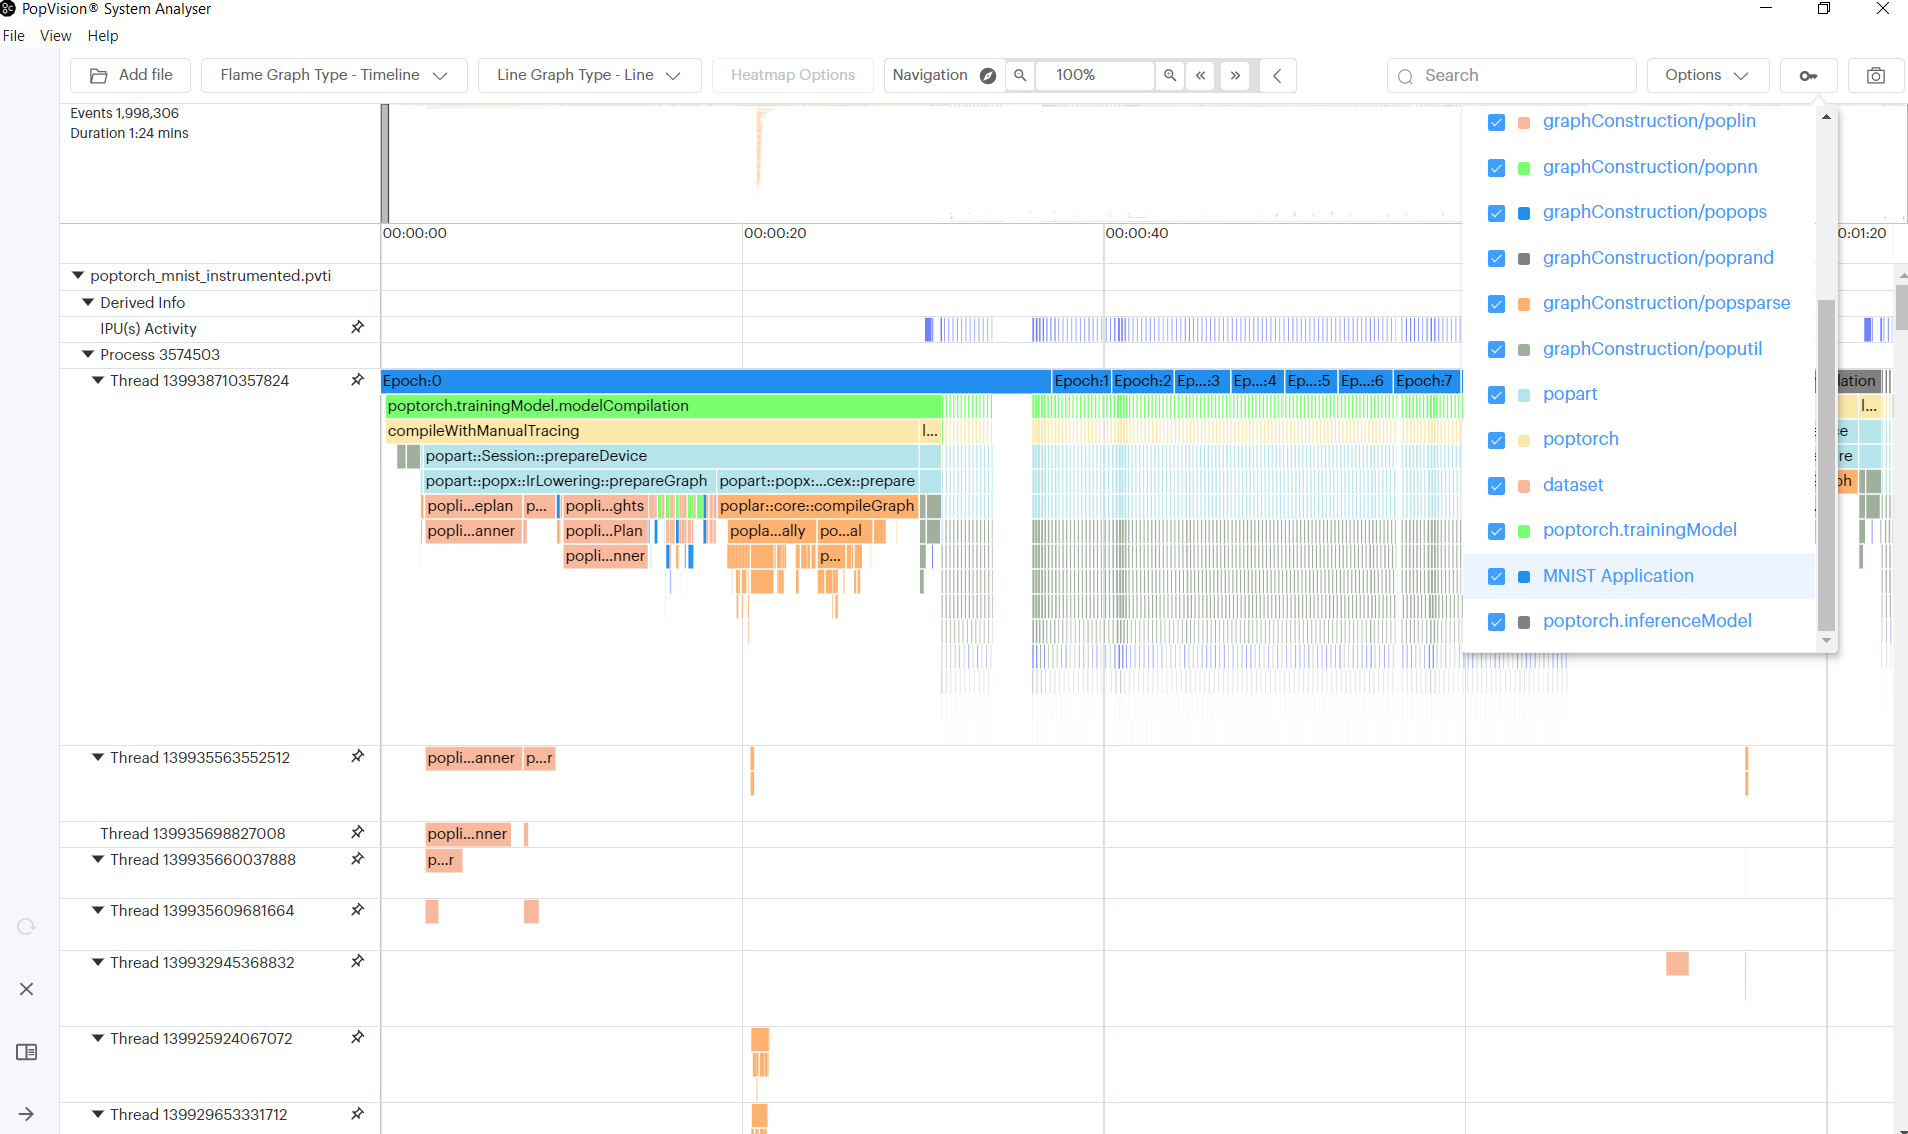 PopVision® System Analyser
File View Help
Add file Flame Graph Type - Timeline Line Graph Type - Line Heatmap Options Navigation 100% « » Search Options
Events 1,998,306
Duration 1:24 mins
00:00:00 00:00:20 00:00:40 0:01:20
poptorch_mnist_instrumented.pvti
Derived Info
IPU(s) Activity
Process 3574503
Thread 139938710357824 Epoch:0 Epoch:1 Epoch:2 Ep...:3 Ep...:4 Ep...:5 Ep...:6 Epoch:7 lation
poptorch.trainingModel.modelCompilation l...
compileWithManualTracing l... ce
popart::Session::prepareDevice re
popart::popx::IrLowering::prepareGraph popart::popx:...cex::prepare ph
popli...eplan p... popli...ghts poplar::core::compileGraph
popli...anner popli...Plan popla...ally po...al
popli...nner p...
Thread 139935563552512 popli...anner p...r
Thread 139935698827008 popli...nner
Thread 139935660037888 p...r
Thread 139935609681664
Thread 139932945368832
Thread 139925924067072
Thread 139929653331712
graphConstruction/poplin
graphConstruction/popnn
graphConstruction/popops
graphConstruction/poprand
graphConstruction/popsparse
graphConstruction/poputil
popart
poptorch
dataset
poptorch.trainingModel
MNIST Application
poptorch.inferenceModel